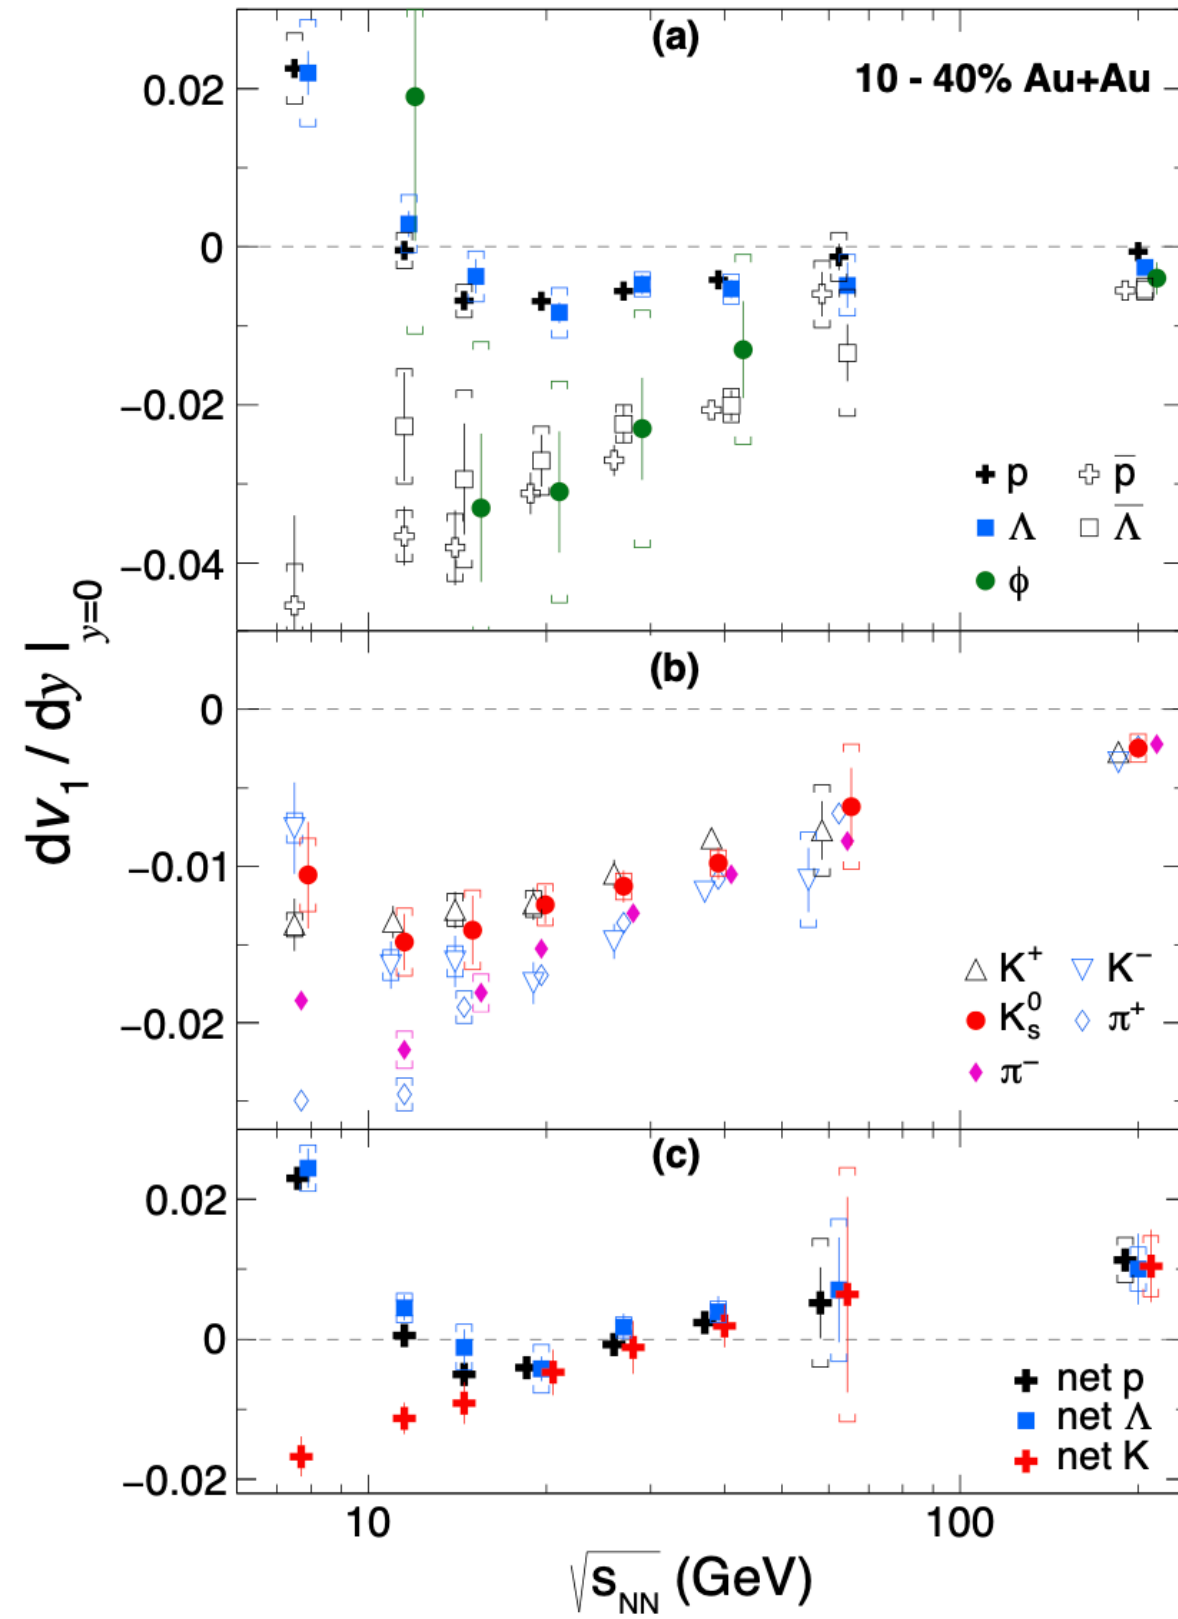 (a)
10 - 40% Au+Au
0.02
0
−0.02
−0.04
p p̅
Λ Λ̅
ϕ
dv₁ / dy |y=0
(b)
0
−0.01
−0.02
K⁺ K⁻
K⁰s π⁺
π⁻
(c)
0.02
0
−0.02
net p
net Λ
net K
10 100
√sNN (GeV)